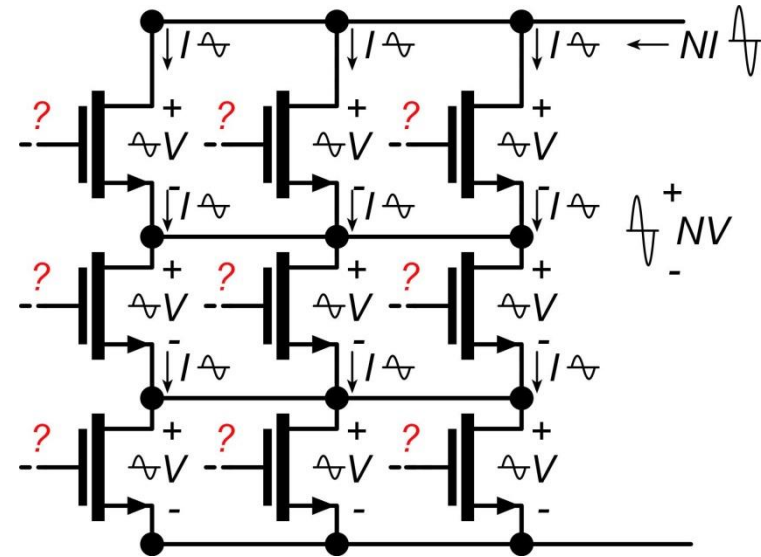 I I I NI
? + ? + ? +
V V V
- - -
I I I
+
NV
-
? + ? + ? +
V V V
- - -
I I I
? + ? + ? +
V V V
- - -